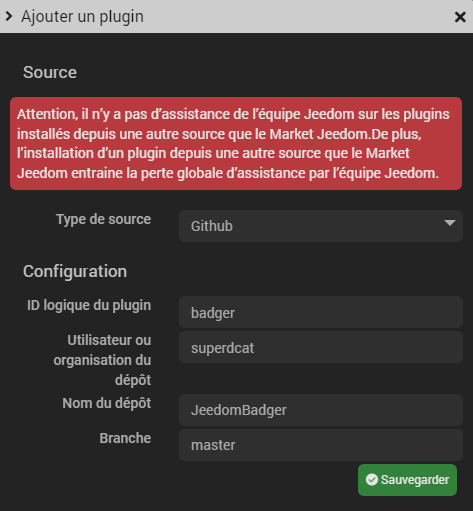 Ajouter un plugin
Source
Attention, il n'y a pas d'assistance de l'équipe Jeedom sur les plugins
installés depuis une autre source que le Market Jeedom.De plus,
l'installation d'un plugin depuis une autre source que le Market
Jeedom entraine la perte globale d'assistance par l'équipe Jeedom.
Type de source
Github
Configuration
ID logique du plugin
badger
Utilisateur ou
organisation du
dépôt
superdcat
Nom du dépôt
JeedomBadger
Branche
master
Sauvegarder